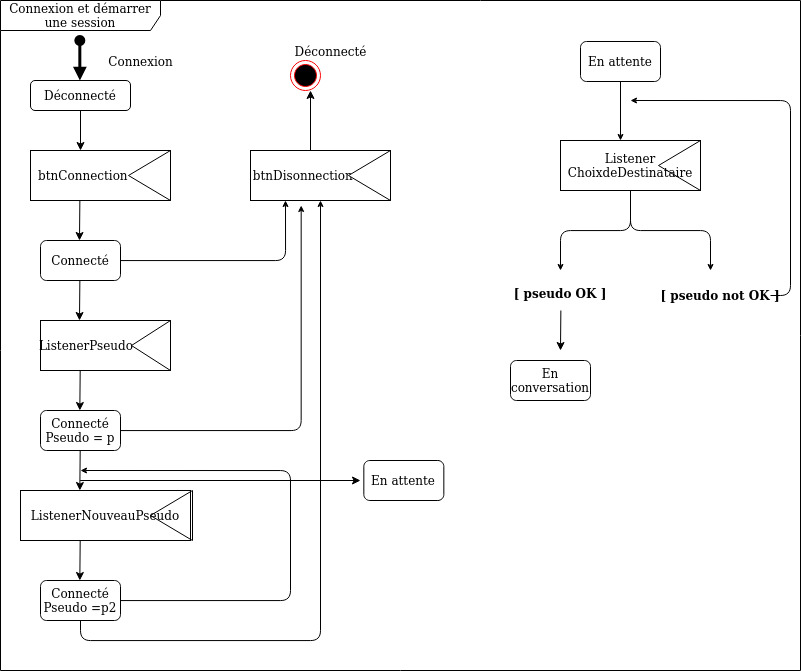 Connexion et démarrer
une session
Connexion
Déconnecté
btnConnection
Connecté
ListenerPseudo
Connecté
Pseudo = p
ListenerNouveauPseudo
Connecté
Pseudo =p2
Déconnecté
btnDisonnection
En attente
En attente
Listener
ChoixdeDestinataire
[ pseudo OK ]
[ pseudo not OK ]
En
conversation